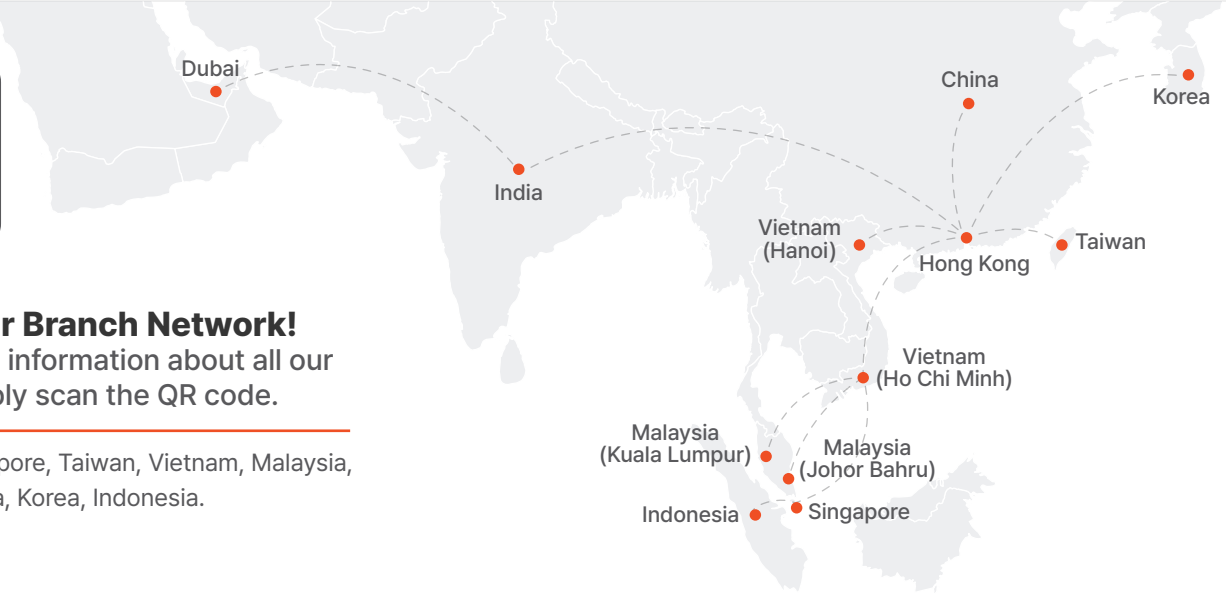 Dubai
China
Korea
India
Vietnam
(Hanoi)
Taiwan
Hong Kong
r Branch Network!
information about all our
ply scan the QR code.
Vietnam
(Ho Chi Minh)
Malaysia
(Kuala Lumpur)
Malaysia
(Johor Bahru)
pore, Taiwan, Vietnam, Malaysia,
a, Korea, Indonesia.
Indonesia
Singapore